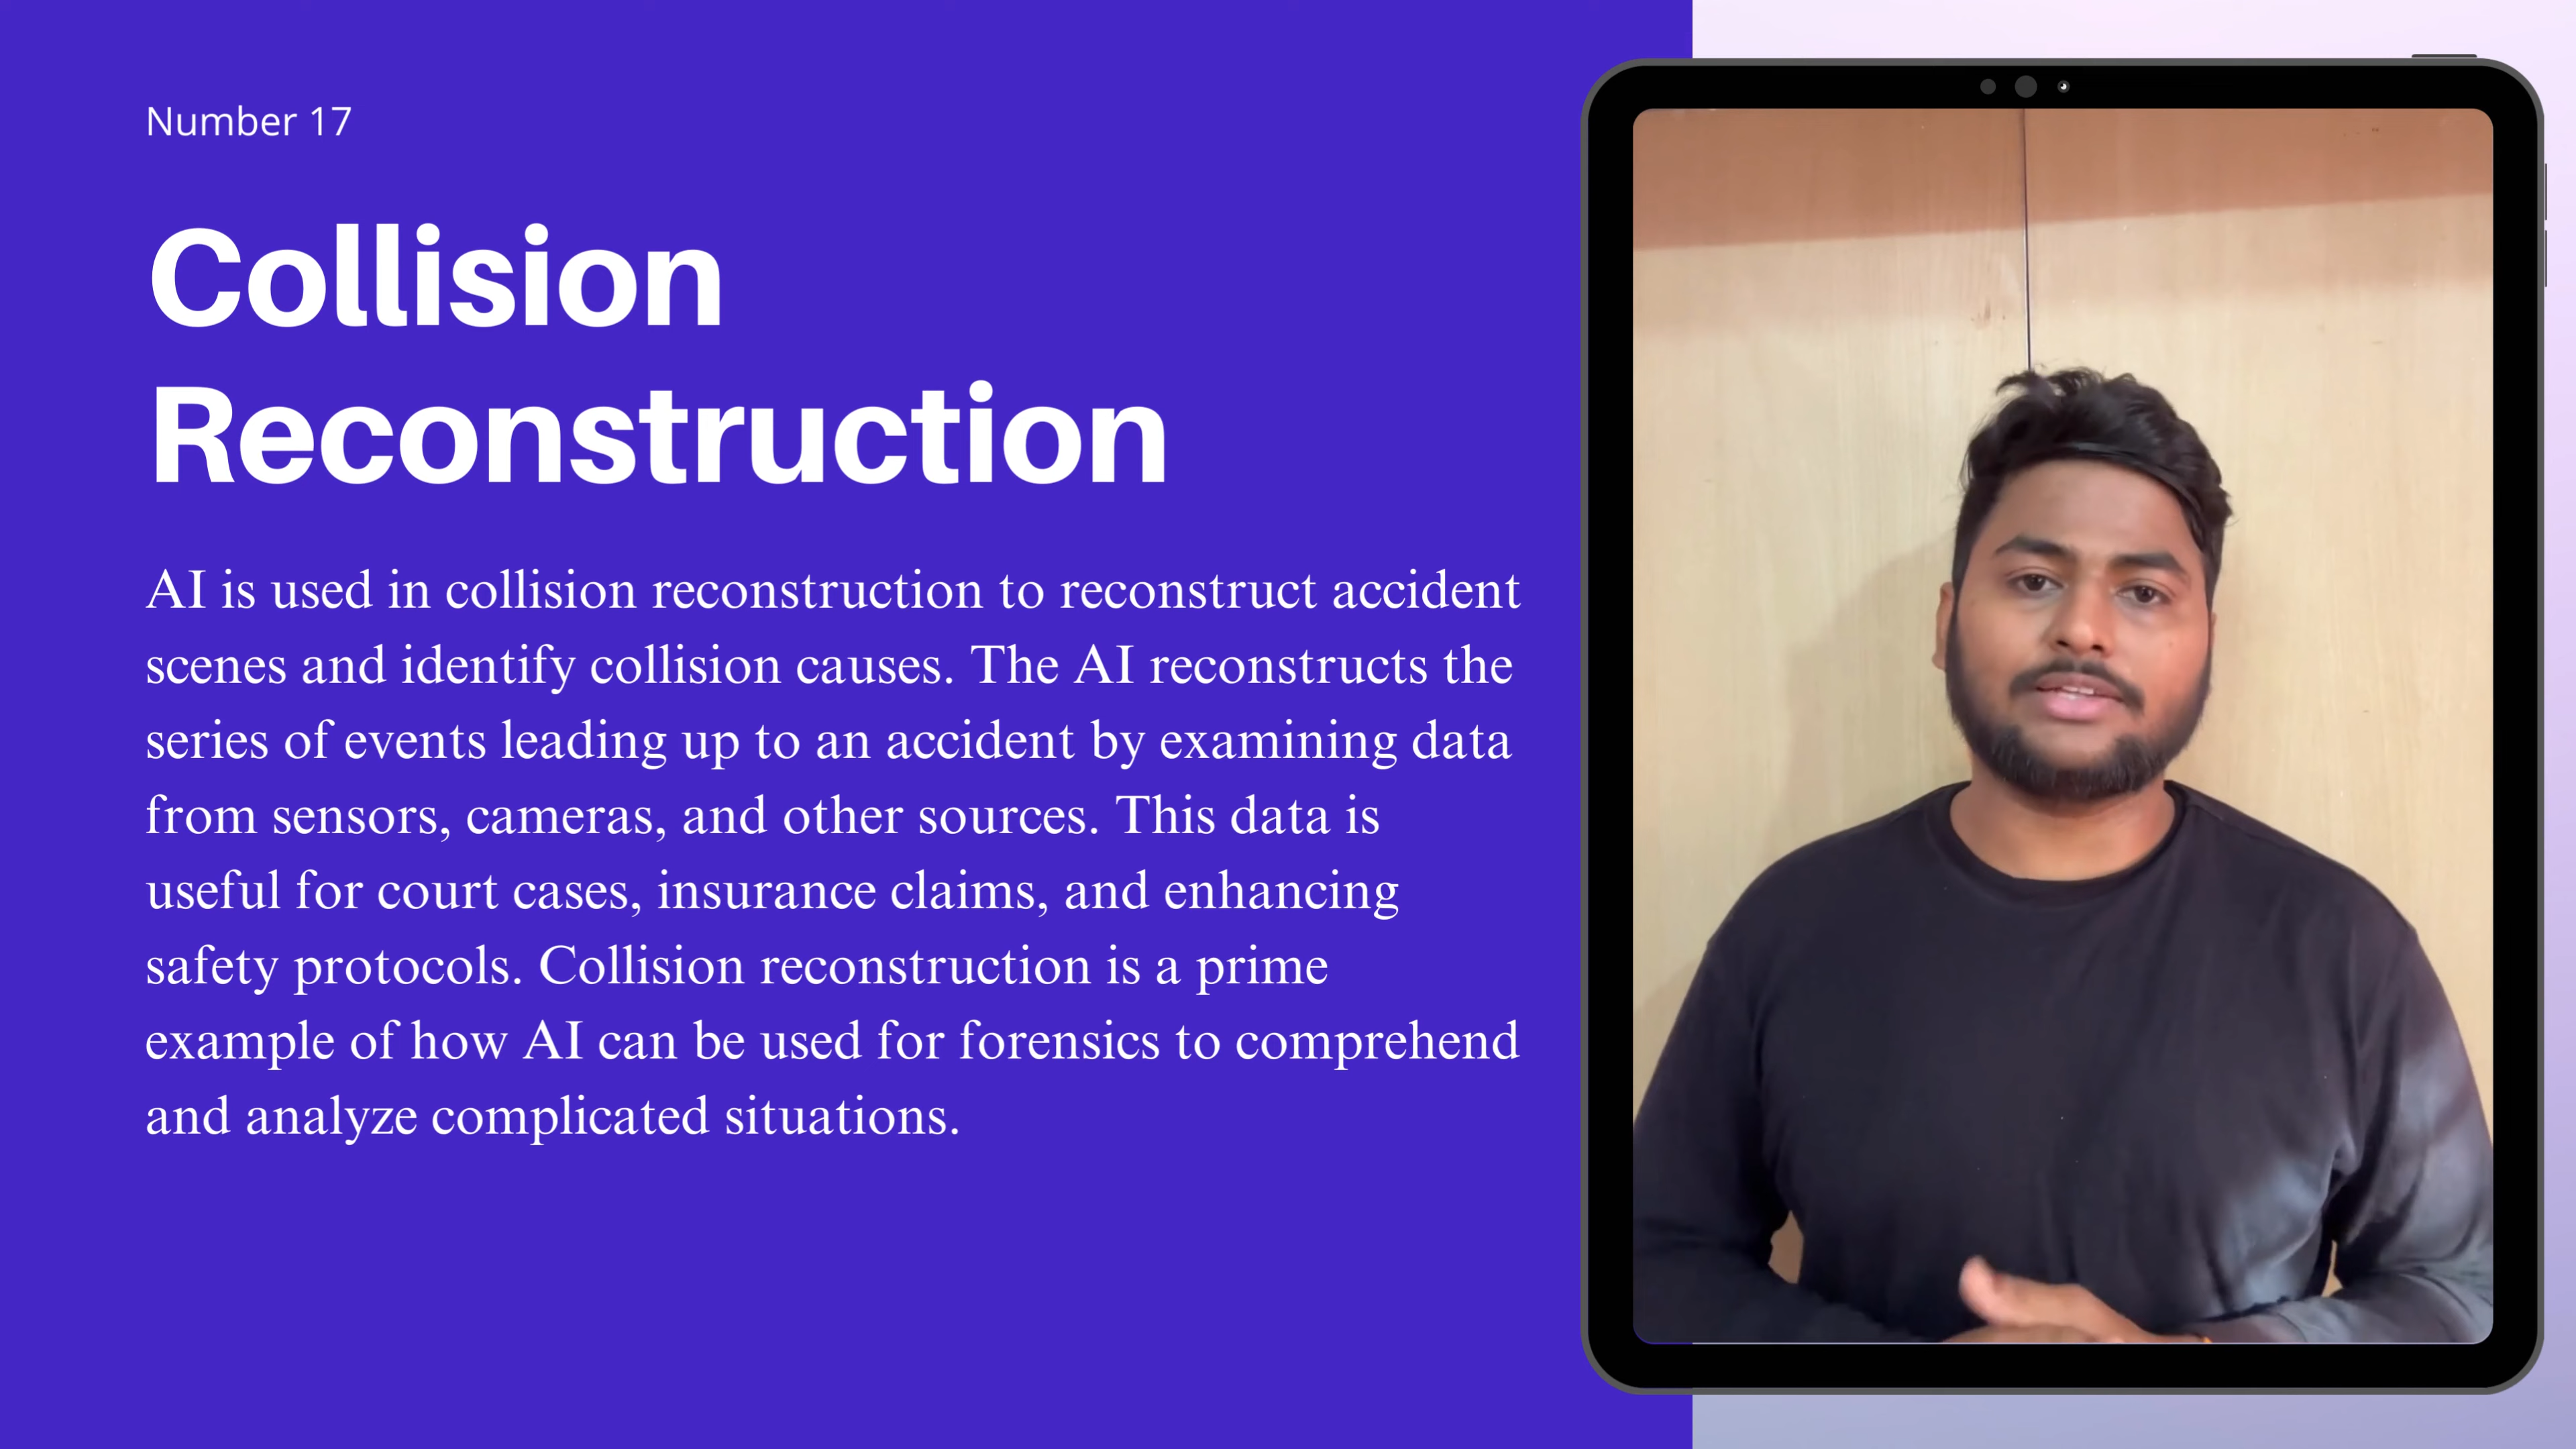 Number 17
Collision
Reconstruction
AI is used in collision reconstruction to reconstruct accident
scenes and identify collision causes. The AI reconstructs the
series of events leading up to an accident by examining data
from sensors, cameras, and other sources. This data is
useful for court cases, insurance claims, and enhancing
safety protocols. Collision reconstruction is a prime
example of how AI can be used for forensics to comprehend
and analyze complicated situations.